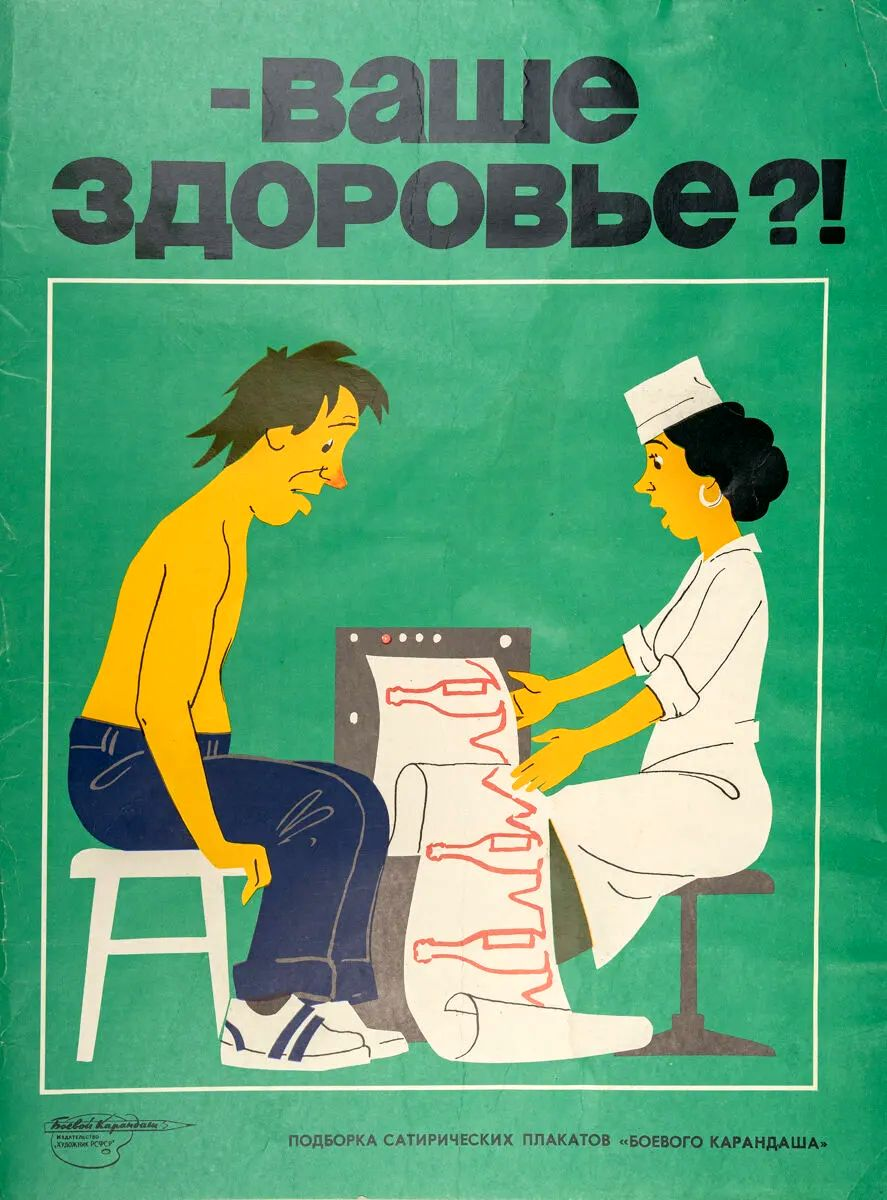 -ваше
здоровье?!
Боевой Карандаш
ИЗДАТЕЛЬСТВО
„ХУДОЖНИК РСФСР"
ПОДБОРКА САТИРИЧЕСКИХ ПЛАКАТОВ «БОЕВОГО КАРАНДАША»